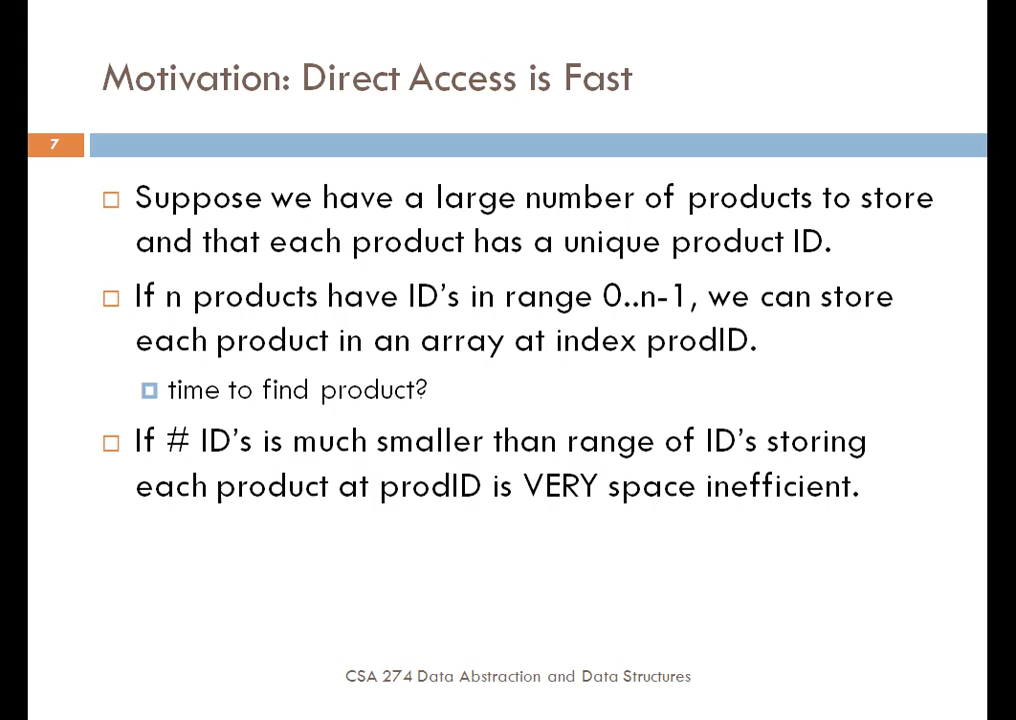 Motivation: Direct Access is Fast
7
Suppose we have a large number of products to store
and that each product has a unique product ID.
If n products have ID's in range 0..n-1, we can store
each product in an array at index prodID.
time to find product?
If # ID's is much smaller than range of ID's storing
each product at prodID is VERY space inefficient.
CSA 274 Data Abstraction and Data Structures